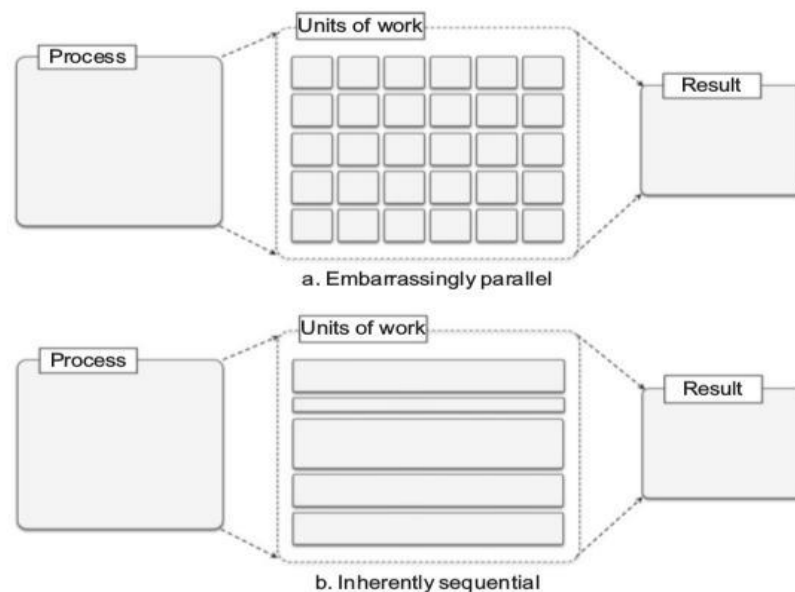 Units of work
Process
Result
a. Embarrassingly parallel
Units of work
Process
Result
b. Inherently sequential